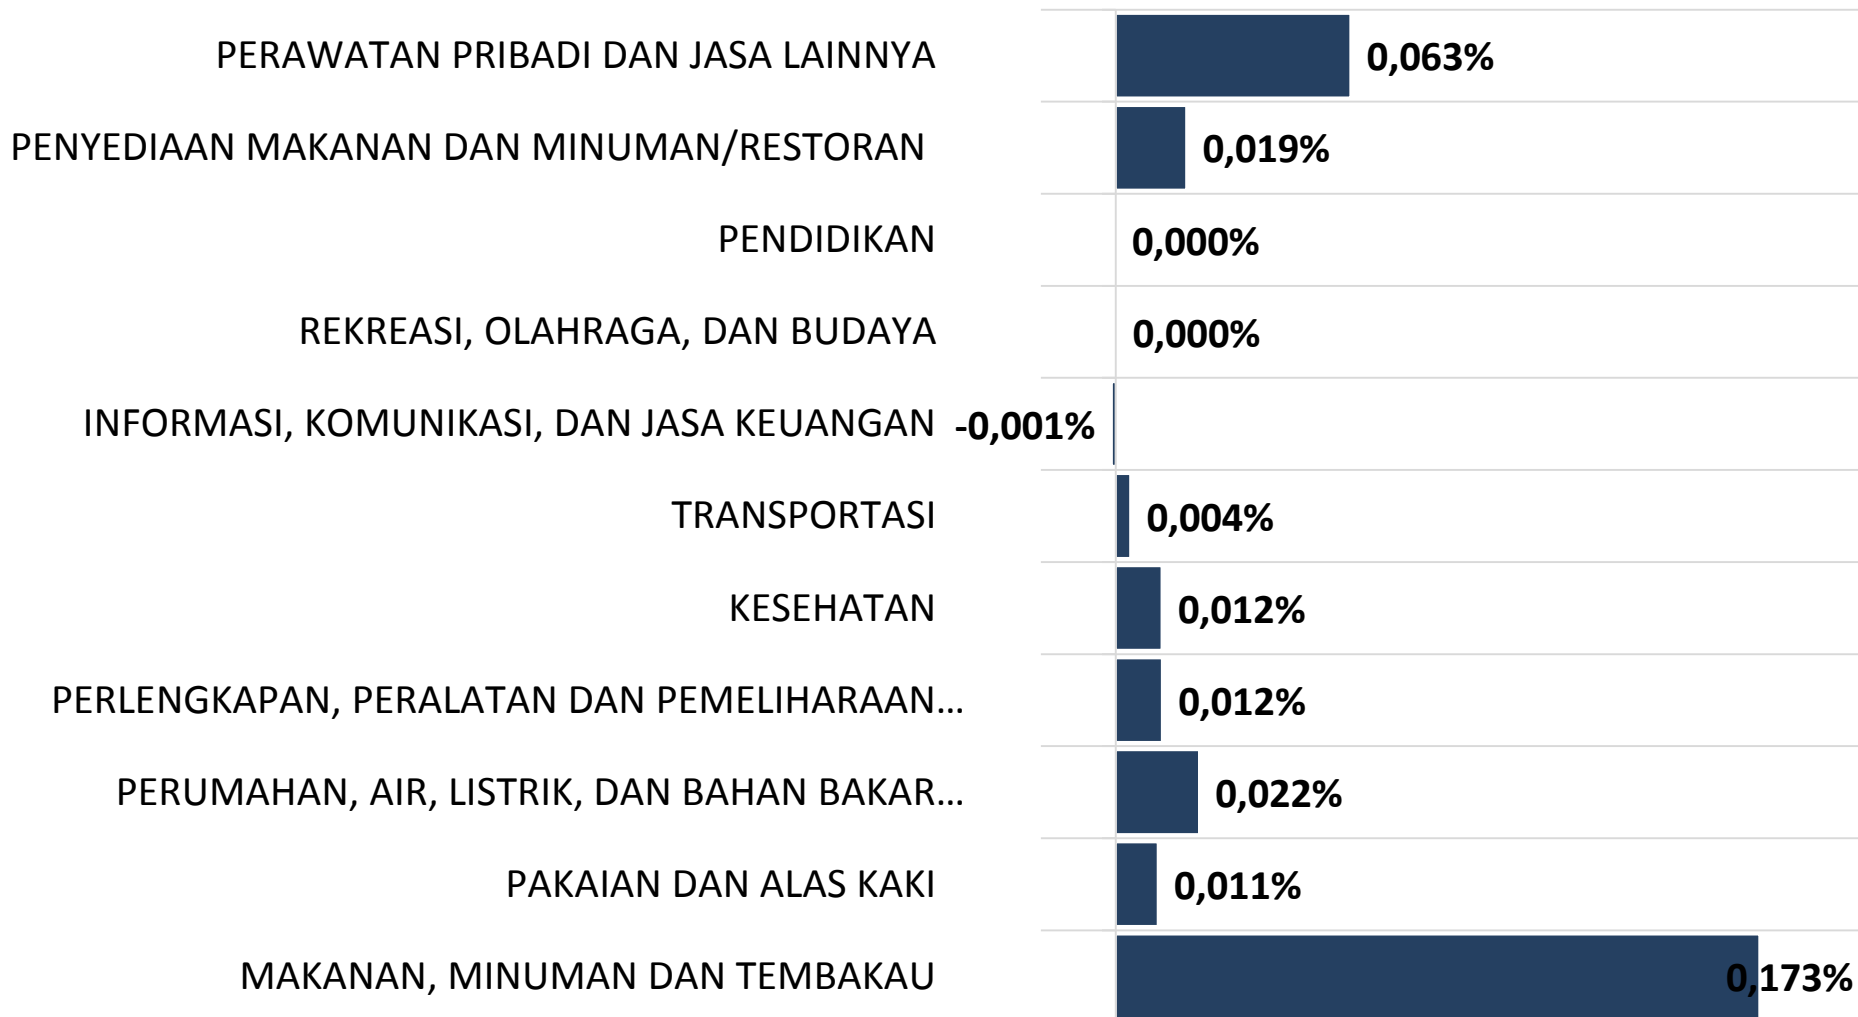 PERAWATAN PRIBADI DAN JASA LAINNYA 0,063%
PENYEDIAAN MAKANAN DAN MINUMAN/RESTORAN 0,019%
PENDIDIKAN 0,000%
REKREASI, OLAHRAGA, DAN BUDAYA 0,000%
INFORMASI, KOMUNIKASI, DAN JASA KEUANGAN -0,001%
TRANSPORTASI 0,004%
KESEHATAN 0,012%
PERLENGKAPAN, PERALATAN DAN PEMELIHARAAN… 0,012%
PERUMAHAN, AIR, LISTRIK, DAN BAHAN BAKAR… 0,022%
PAKAIAN DAN ALAS KAKI 0,011%
MAKANAN, MINUMAN DAN TEMBAKAU 0,173%